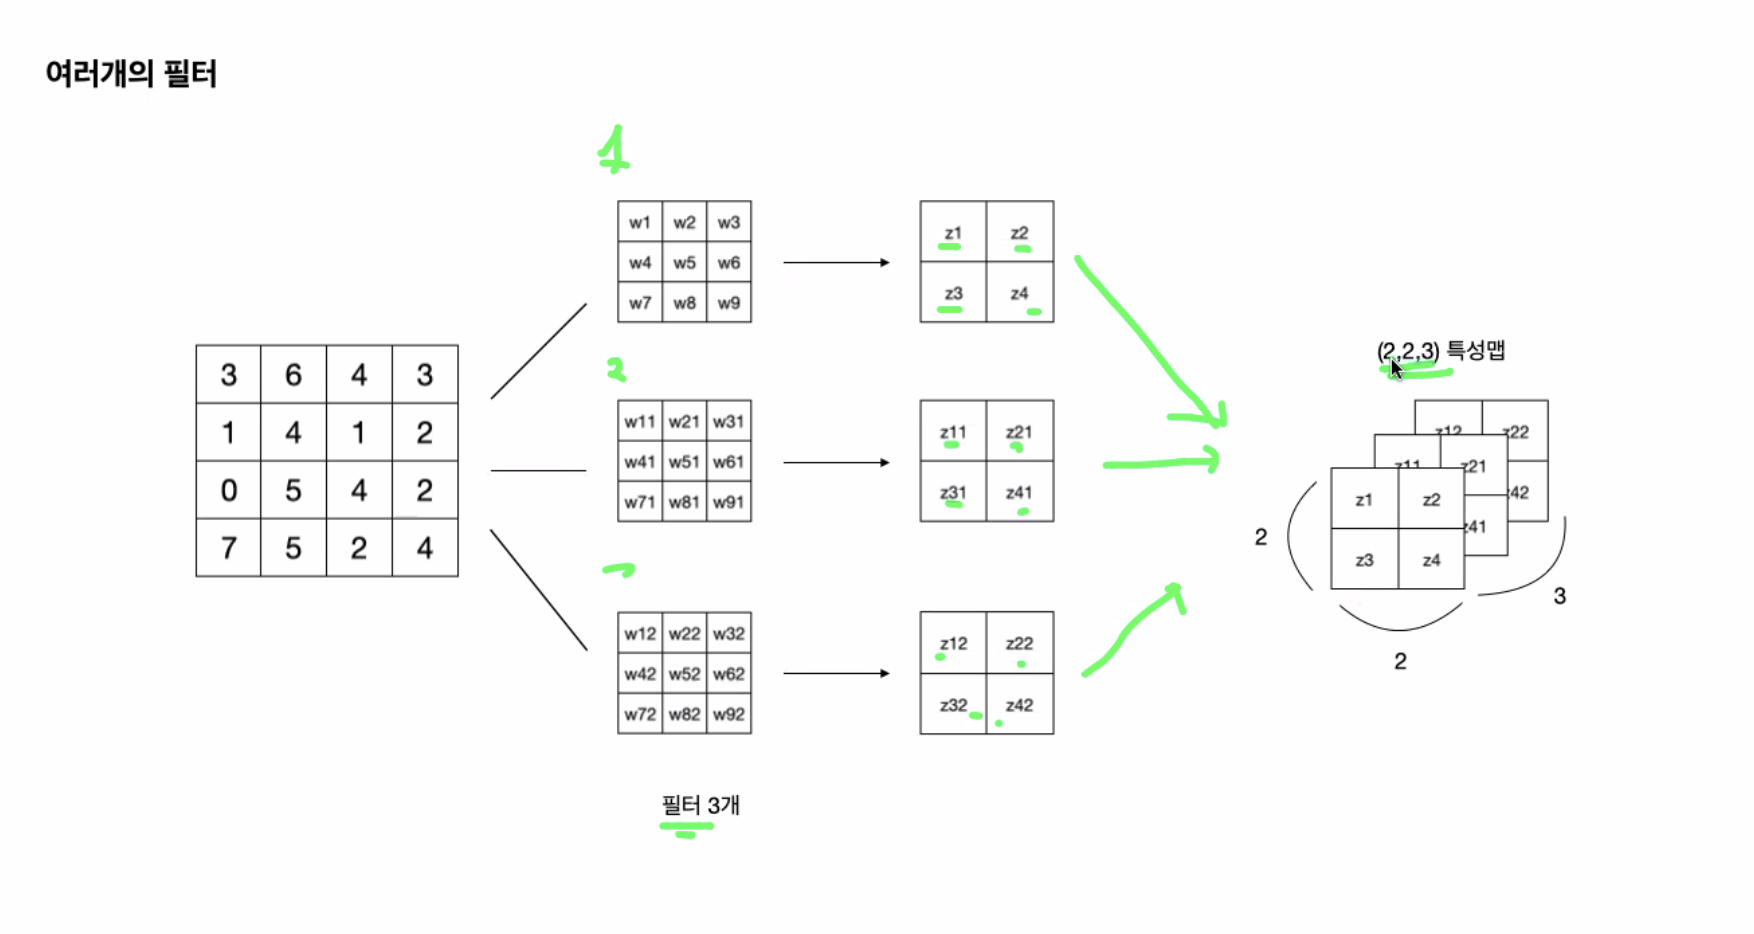 여러개의 필터
1
w1 w2 w3
w4 w5 w6
w7 w8 w9
z1 z2
z3 z4
2
w11 w21 w31
w41 w51 w61
w71 w81 w91
z11 z21
z31 z41
w12 w22 w32
w42 w52 w62
w72 w82 w92
z12 z22
z32 z42
필터 3개
3 6 4 3
1 4 1 2
0 5 4 2
7 5 2 4
(2,2,3) 특성맵
z12 z22
z42
z11 z21
z41
z1 z2
z3 z4
2
3
2